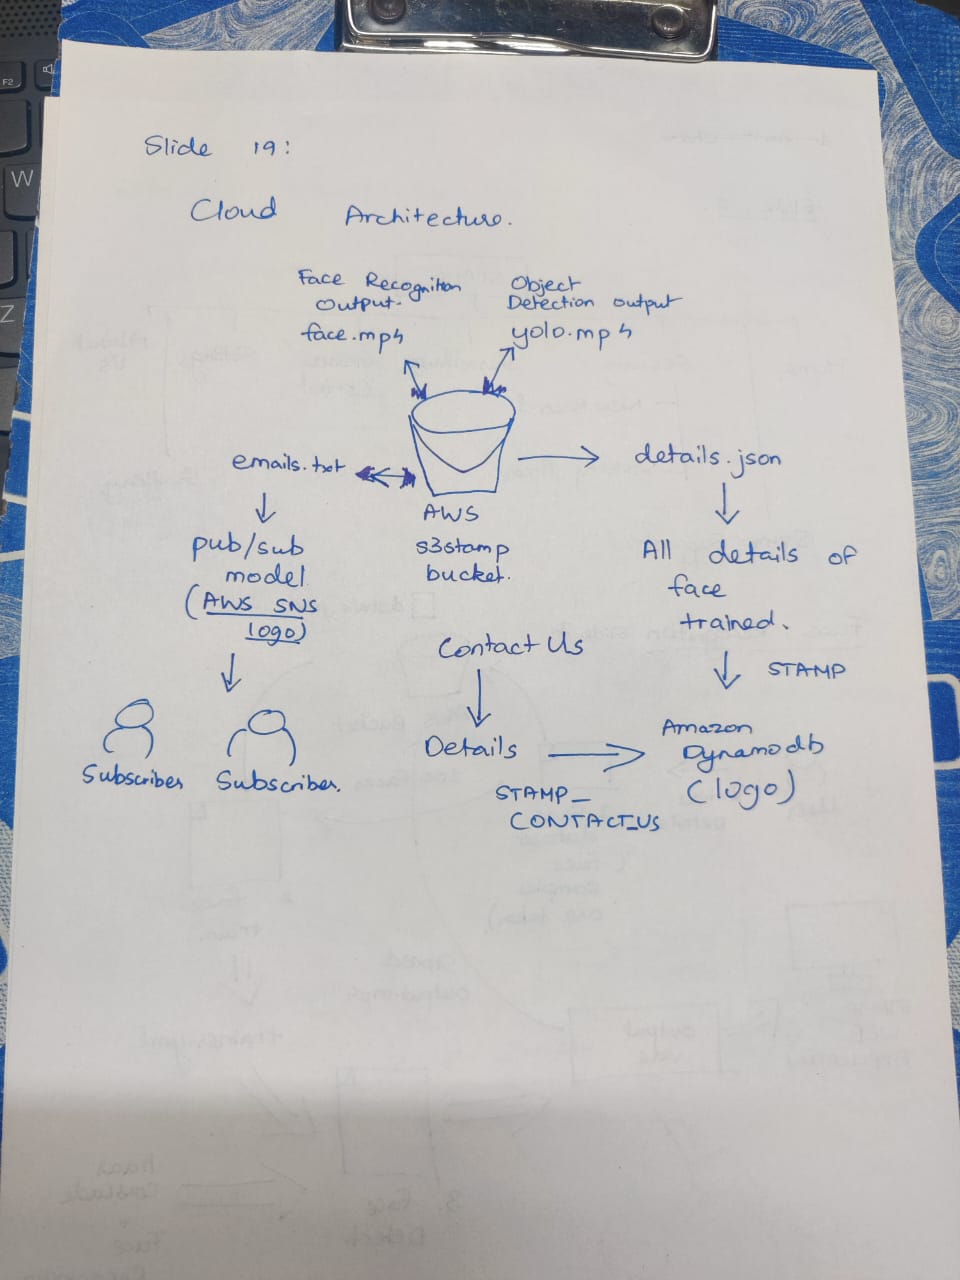 Slide 19:
Cloud Architecture.
Face Recognition
output.
face.mp4
Object
Detection output
yolo.mp4
emails.txt
details.json
AWS
s3stamp
bucket.
pub/sub
model
(AWS SNS
logo)
All details of
face
trained.
STAMP
Contact Us
Details
Amazon
Dynamodb
(logo)
STAMP_
CONTACT_US
Subscriber
Subscriber.
F2
W
Z